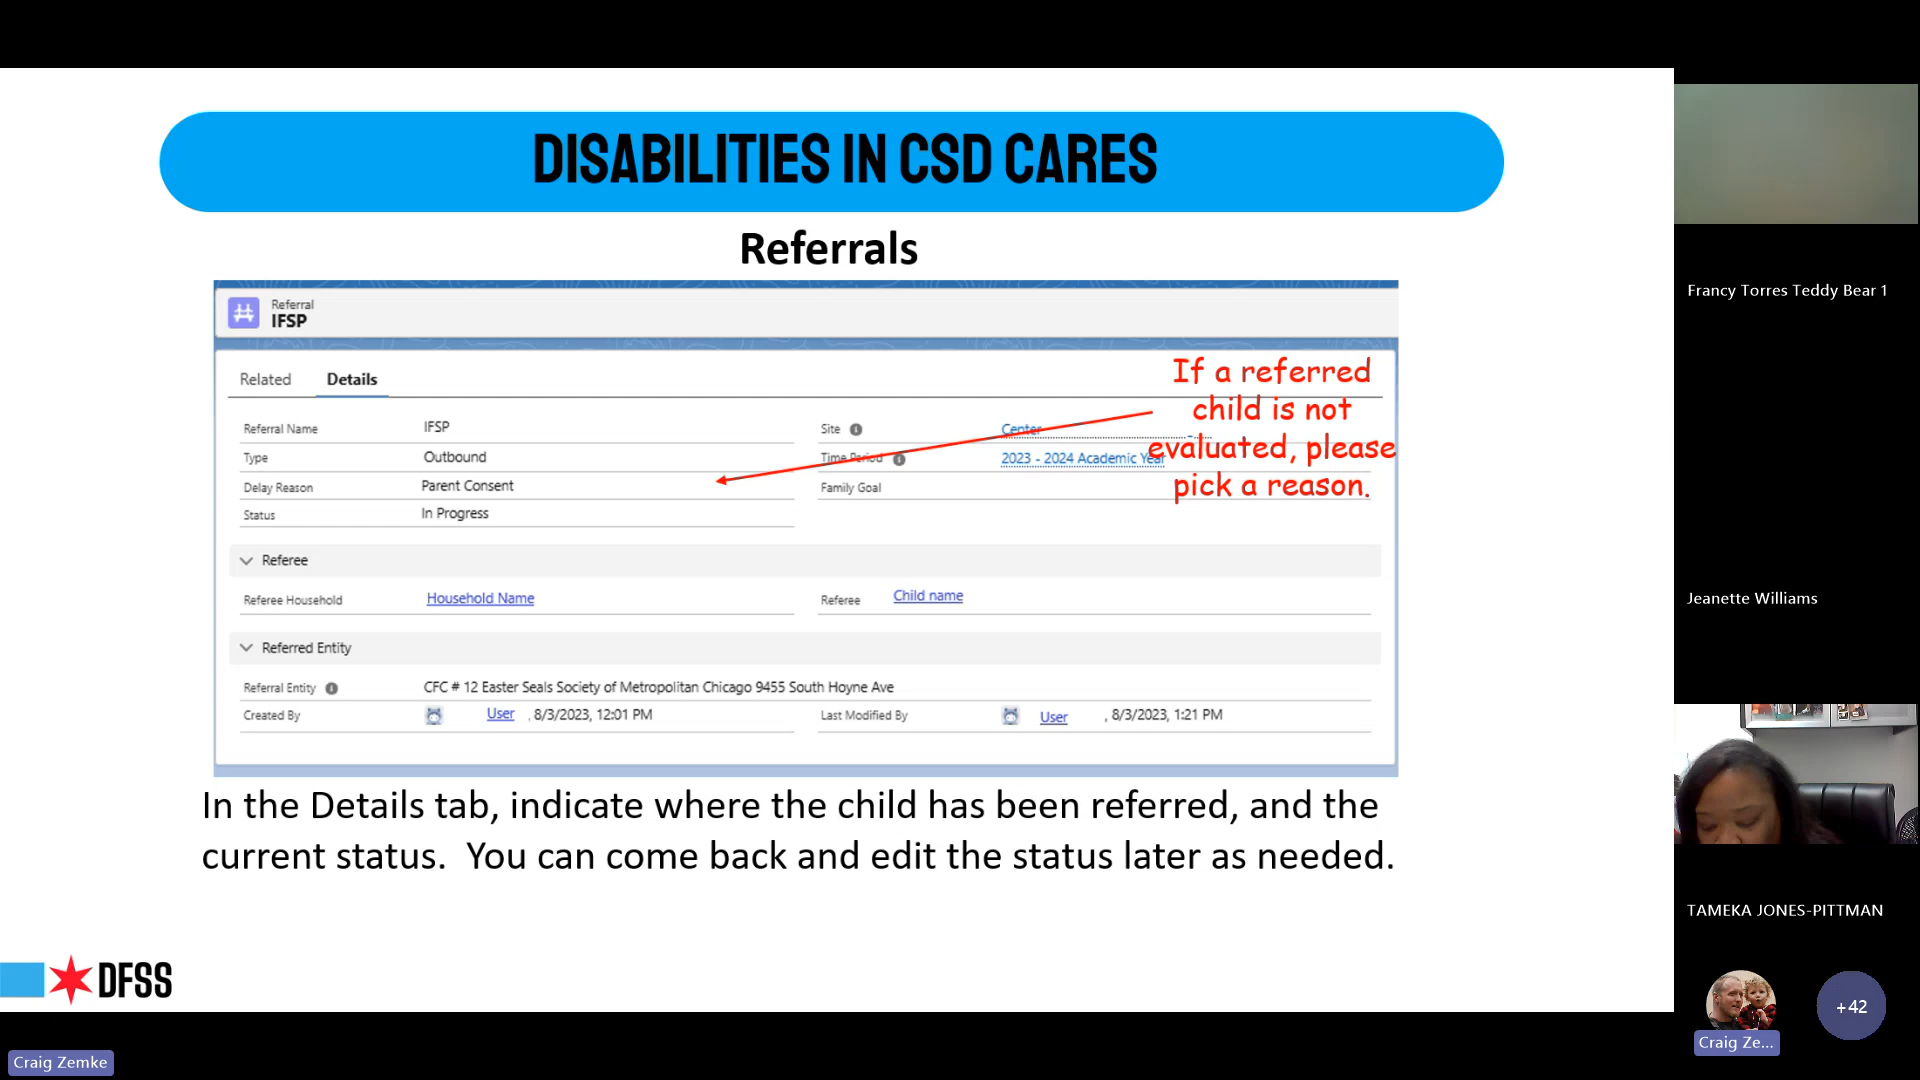 DISABILITIES IN CSD CARES
Referrals
Referral
IFSP
Related Details
If a referred
child is not
evaluated, please
pick a reason.
Referral Name IFSP Site Center
Type Outbound Time Period 2023 - 2024 Academic Year
Delay Reason Parent Consent Family Goal
Status In Progress
Referee
Referee Household Household Name Referee Child name
Referred Entity
Referral Entity CFC # 12 Easter Seals Society of Metropolitan Chicago 9455 South Hoyne Ave
Created By User , 8/3/2023, 12:01 PM Last Modified By User , 8/3/2023, 1:21 PM
In the Details tab, indicate where the child has been referred, and the
current status. You can come back and edit the status later as needed.
DFSS
Craig Zemke
Francy Torres Teddy Bear 1
Jeanette Williams
TAMEKA JONES-PITTMAN
+42
Craig Ze...